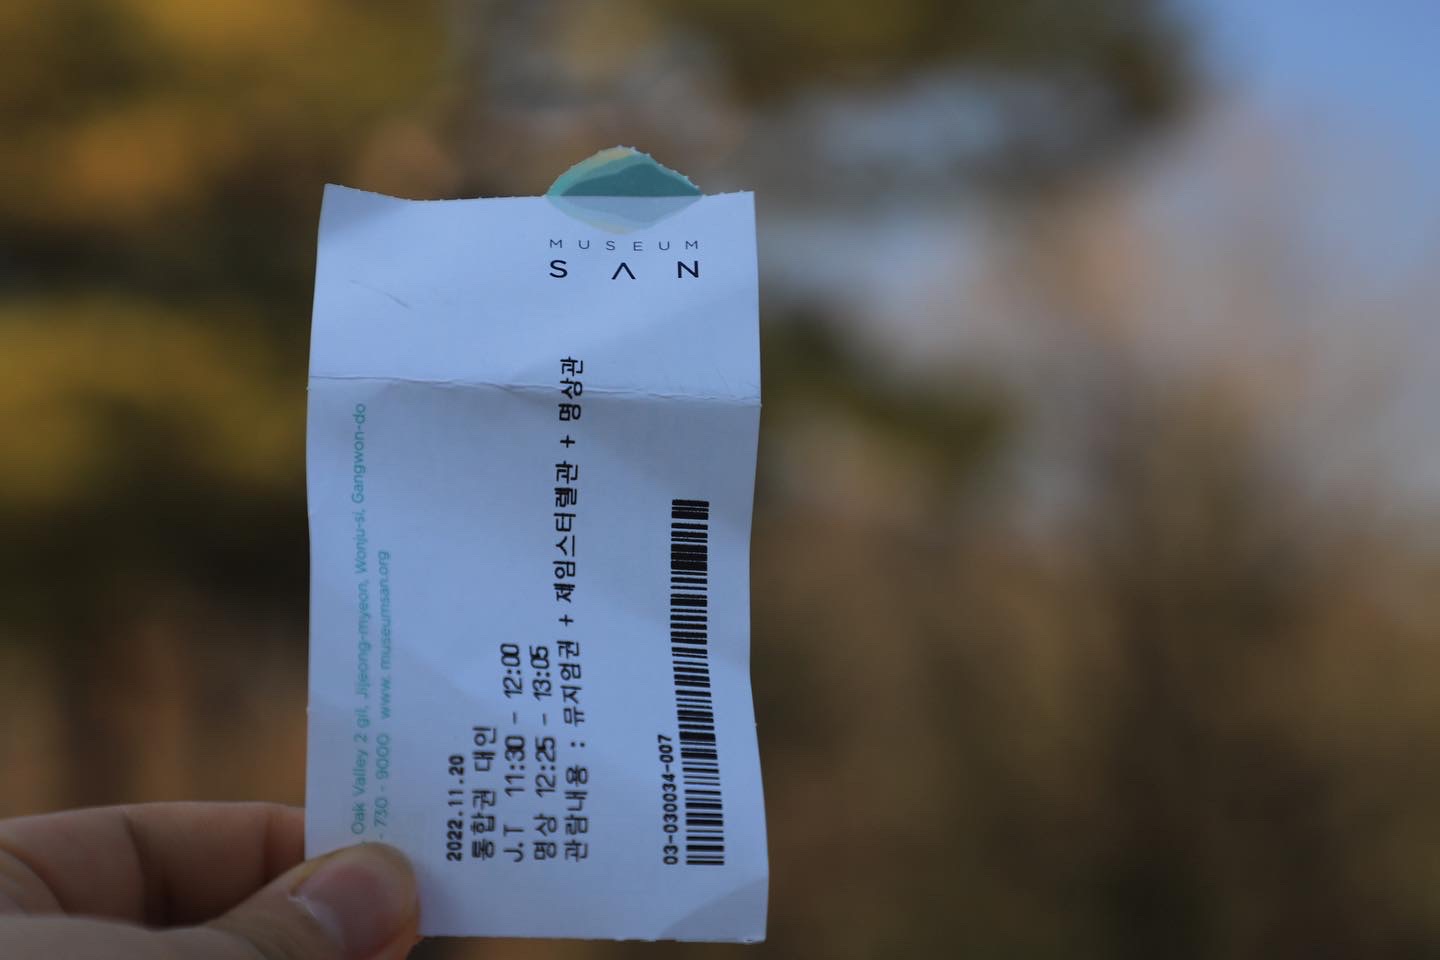 MUSEUM
SAN
Oak Valley 2 gil, Jijeong-myeon, Wonju-si, Gangwon-do
- 730 - 9000 www. museumsan.org
2022.11.20
통합권 대인
J.T 11:30 - 12:00
명상 12:25 - 13:05
관람내용 : 뮤지엄권 + 제임스터렐관 + 명상관
03-030034-007